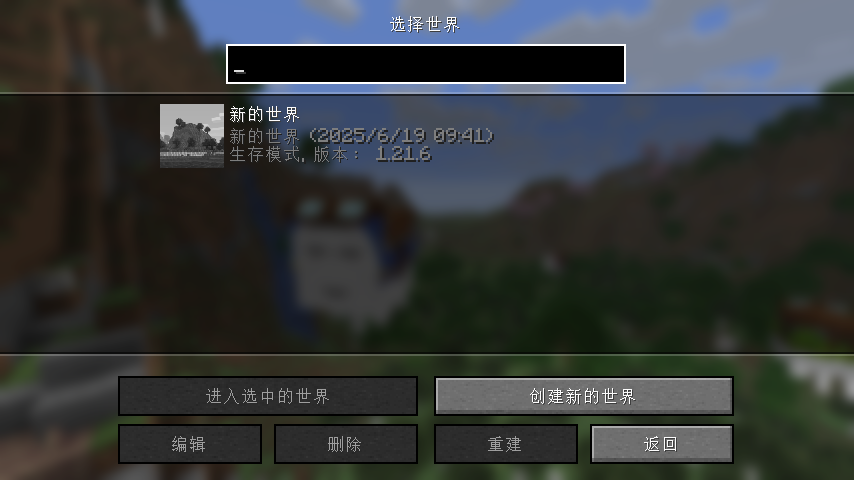 选择世界
_
新的世界
新的世界 (2025/6/19 09:41)
生存模式, 版本： 1.21.6
进入选中的世界
创建新的世界
编辑
删除
重建
返回